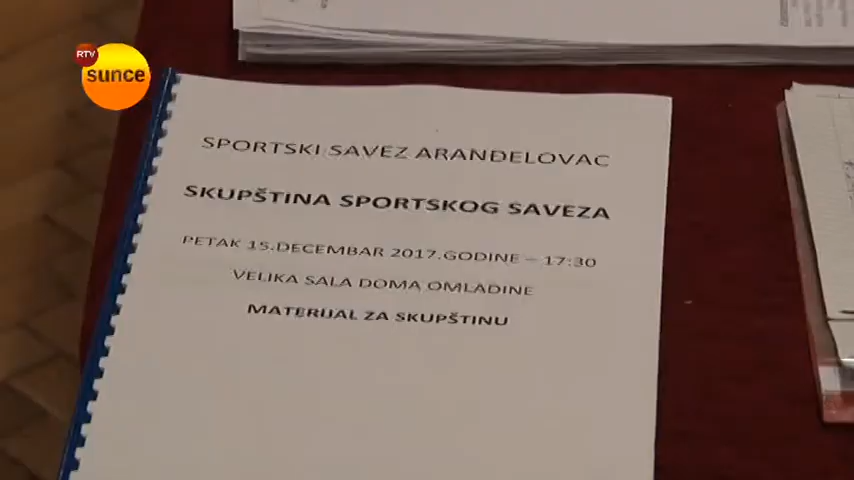 RTV
sunce
SPORTSKI SAVEZ ARANĐELOVAC
SKUPŠTINA SPORTSKOG SAVEZA
PETAK 15.DECEMBAR 2017.GODINE – 17:30
VELIKA SALA DOMA OMLADINE
MATERIJAL ZA SKUPŠTINU